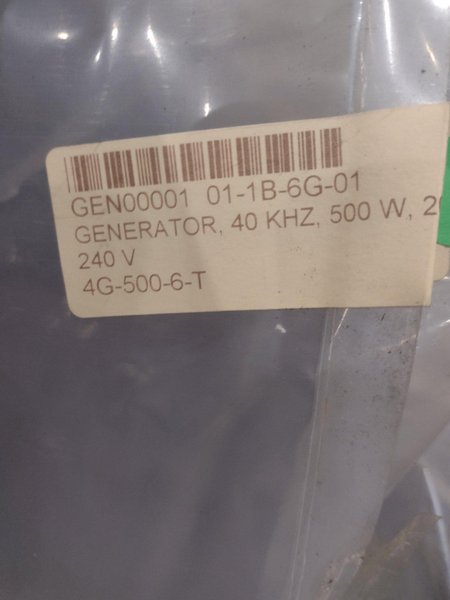 GEN00001 01-1B-6G-01
GENERATOR, 40 KHZ, 500 W, 
240 V
4G-500-6-T